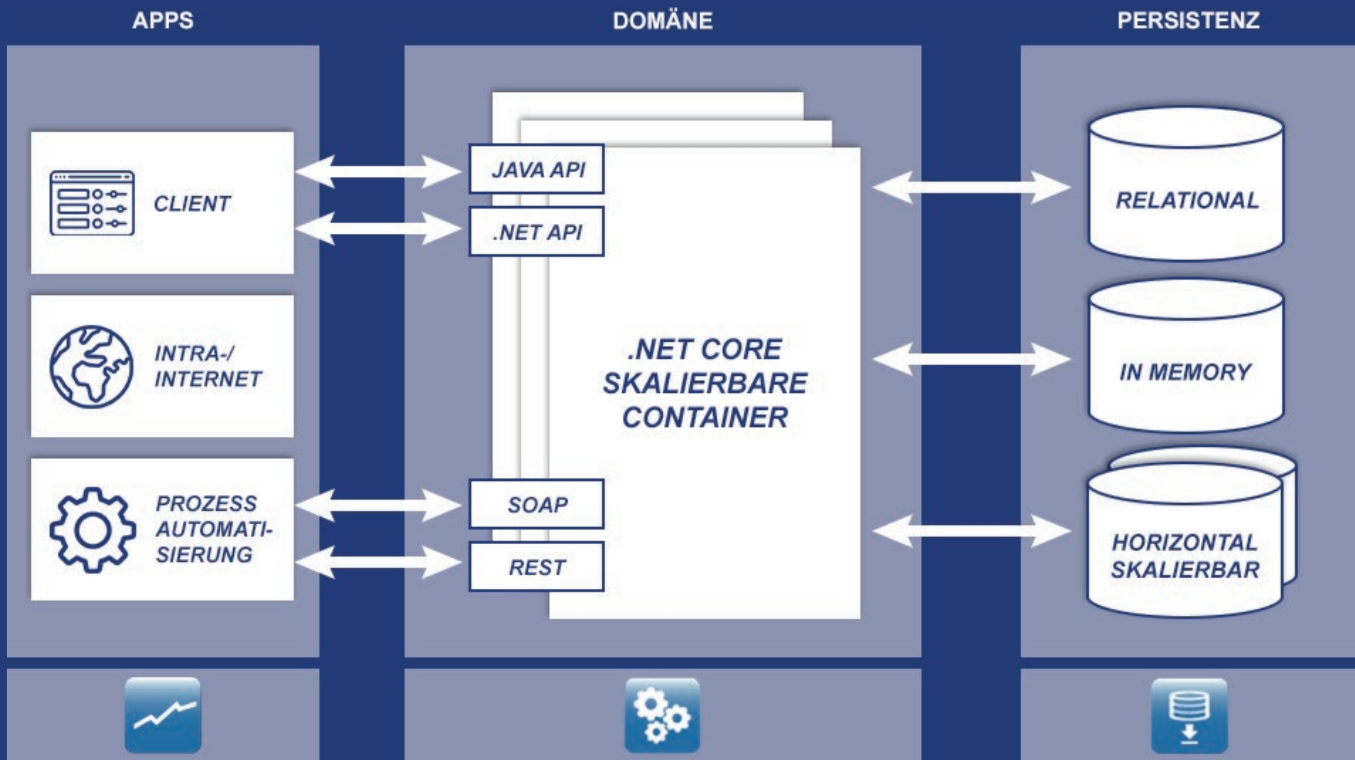 APPS
DOMÄNE
PERSISTENZ
CLIENT
INTRA-/
INTERNET
PROZESS
AUTOMATI-
SIERUNG
JAVA API
.NET API
.NET CORE
SKALIERBARE
CONTAINER
SOAP
REST
RELATIONAL
IN MEMORY
HORIZONTAL
SKALIERBAR